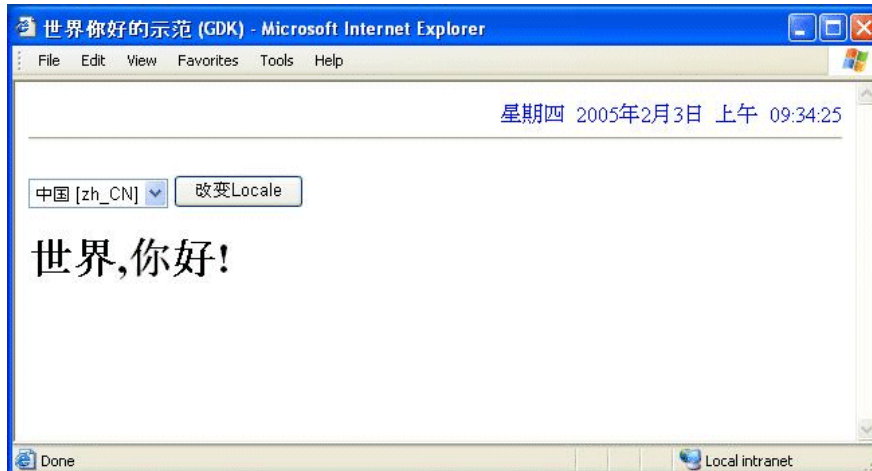 世界你好的示范 (GDK) - Microsoft Internet Explorer
File Edit View Favorites Tools Help
星期四 2005年2月3日 上午 09:34:25
中国 [zh_CN] 改变Locale
世界,你好!
Done Local intranet